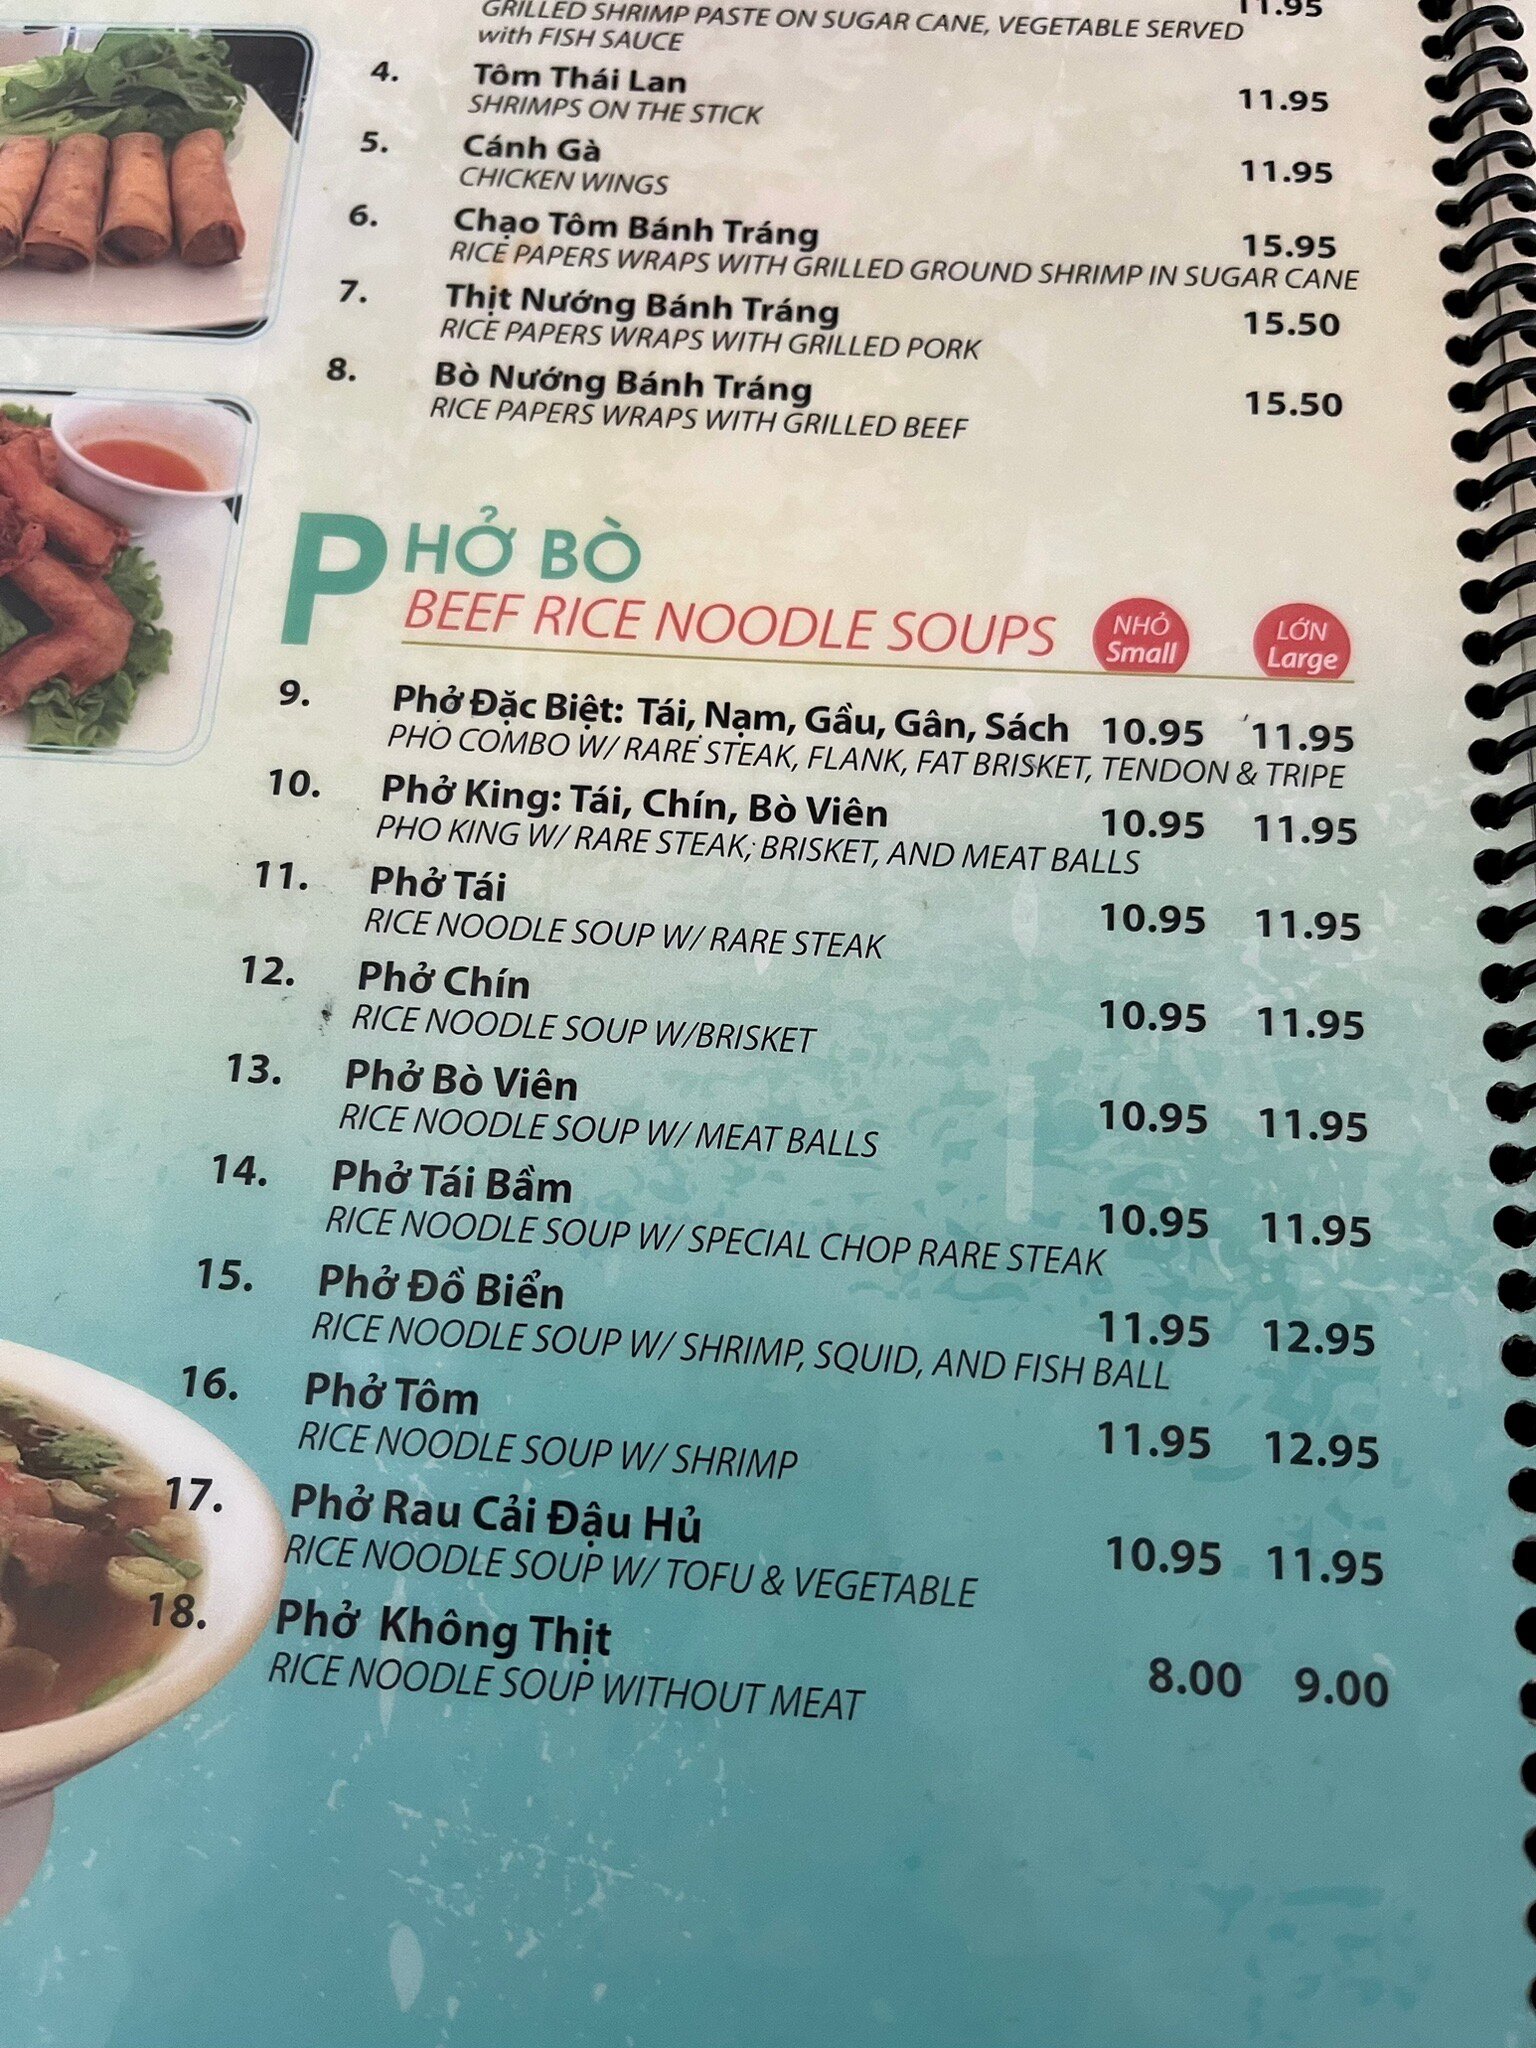 GRILLED SHRIMP PASTE ON SUGAR CANE, VEGETABLE SERVED 11.95
with FISH SAUCE
4. Tôm Thái Lan 11.95
SHRIMPS ON THE STICK
5. Cánh Gà 11.95
CHICKEN WINGS
6. Chạo Tôm Bánh Tráng 15.95
RICE PAPERS WRAPS WITH GRILLED GROUND SHRIMP IN SUGAR CANE
7. Thịt Nướng Bánh Tráng 15.50
RICE PAPERS WRAPS WITH GRILLED PORK
8. Bò Nướng Bánh Tráng 15.50
RICE PAPERS WRAPS WITH GRILLED BEEF
PHỞ BÒ
BEEF RICE NOODLE SOUPS NHỎ Small LỚN Large
9. Phở Đặc Biệt: Tái, Nạm, Gầu, Gân, Sách 10.95 11.95
PHO COMBO W/ RARE STEAK, FLANK, FAT BRISKET, TENDON & TRIPE
10. Phở King: Tái, Chín, Bò Viên 10.95 11.95
PHO KING W/ RARE STEAK, BRISKET, AND MEAT BALLS
11. Phở Tái 10.95 11.95
RICE NOODLE SOUP W/ RARE STEAK
12. Phở Chín 10.95 11.95
RICE NOODLE SOUP W/BRISKET
13. Phở Bò Viên 10.95 11.95
RICE NOODLE SOUP W/ MEAT BALLS
14. Phở Tái Bầm 10.95 11.95
RICE NOODLE SOUP W/ SPECIAL CHOP RARE STEAK
15. Phở Đồ Biển 11.95 12.95
RICE NOODLE SOUP W/ SHRIMP, SQUID, AND FISH BALL
16. Phở Tôm 11.95 12.95
RICE NOODLE SOUP W/ SHRIMP
17. Phở Rau Cải Đậu Hủ 10.95 11.95
RICE NOODLE SOUP W/ TOFU & VEGETABLE
18. Phở Không Thịt 8.00 9.00
RICE NOODLE SOUP WITHOUT MEAT